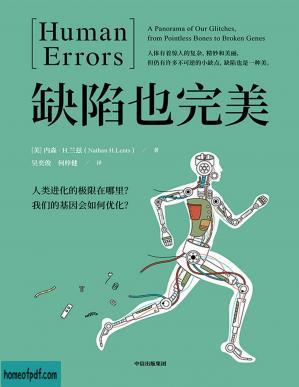 [Human
Errors]
A Panorama of Our Glitches,
from Pointless Bones to Broken Genes
人体有着惊人的复杂、精妙和美丽，
但仍有许多不可逆的小缺点，缺陷也是一种美。
缺陷也完美
[美] 内森·H.兰兹（Nathan H.Lents） 著
吴奕俊 何梓健 译
人类进化的极限在哪里？
我们的基因会如何优化？
中信出版集团
homeofpdf.com